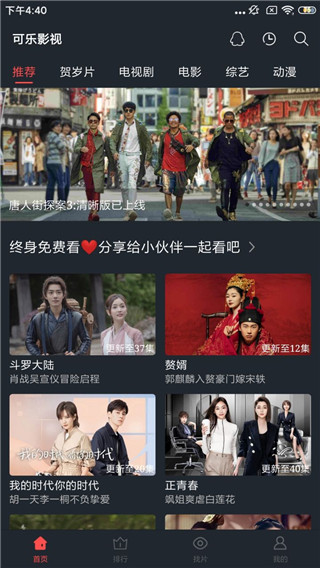 下午4:40
可乐影视
推荐 贺岁片 电视剧 电影 综艺 动漫
唐人街探案3:清晰版已上线
终身免费看❤分享给小伙伴一起看吧 >
更新至37集 更新至12集
斗罗大陆 赘婿
肖战吴宣仪冒险启程 郭麒麟入赘豪门嫁宋轶
我的时代你的时代
更新至26集 更新至40集
我的时代你的时代 正青春
胡一天李一桐不负挚爱 飒姐爽虐白莲花
首页 排行 找片 我的